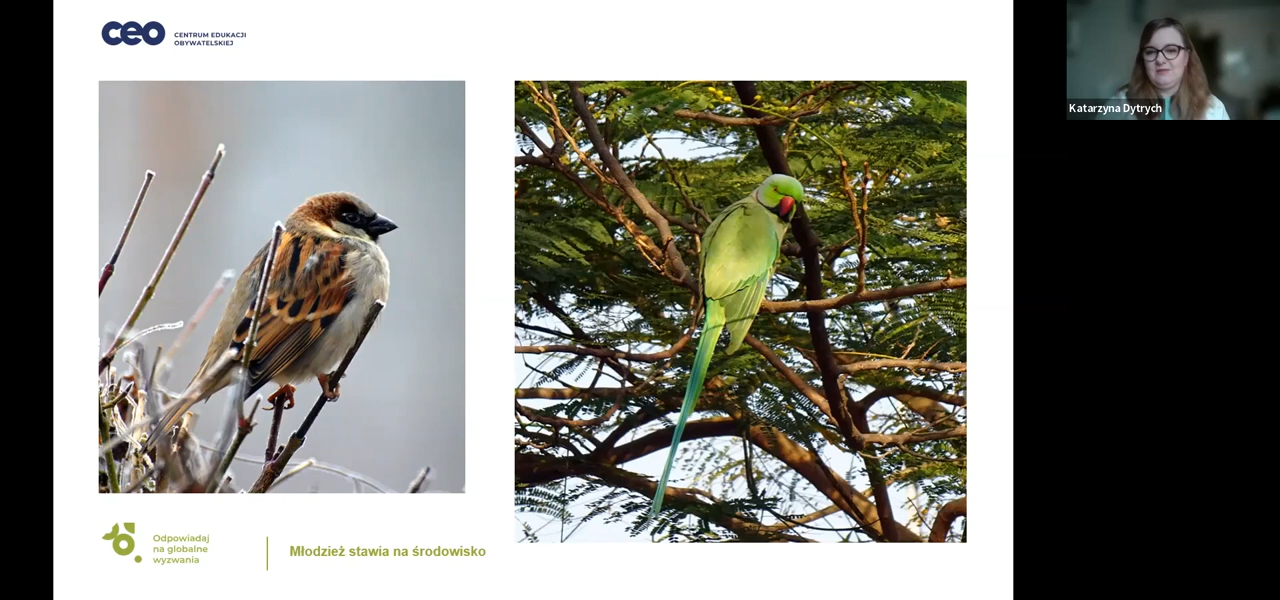 ceo
CENTRUM EDUKACJI
OBYWATELSKIEJ
Katarzyna Dytrych
Odpowiadaj
na globalne
wyzwania
Młodzież stawia na środowisko